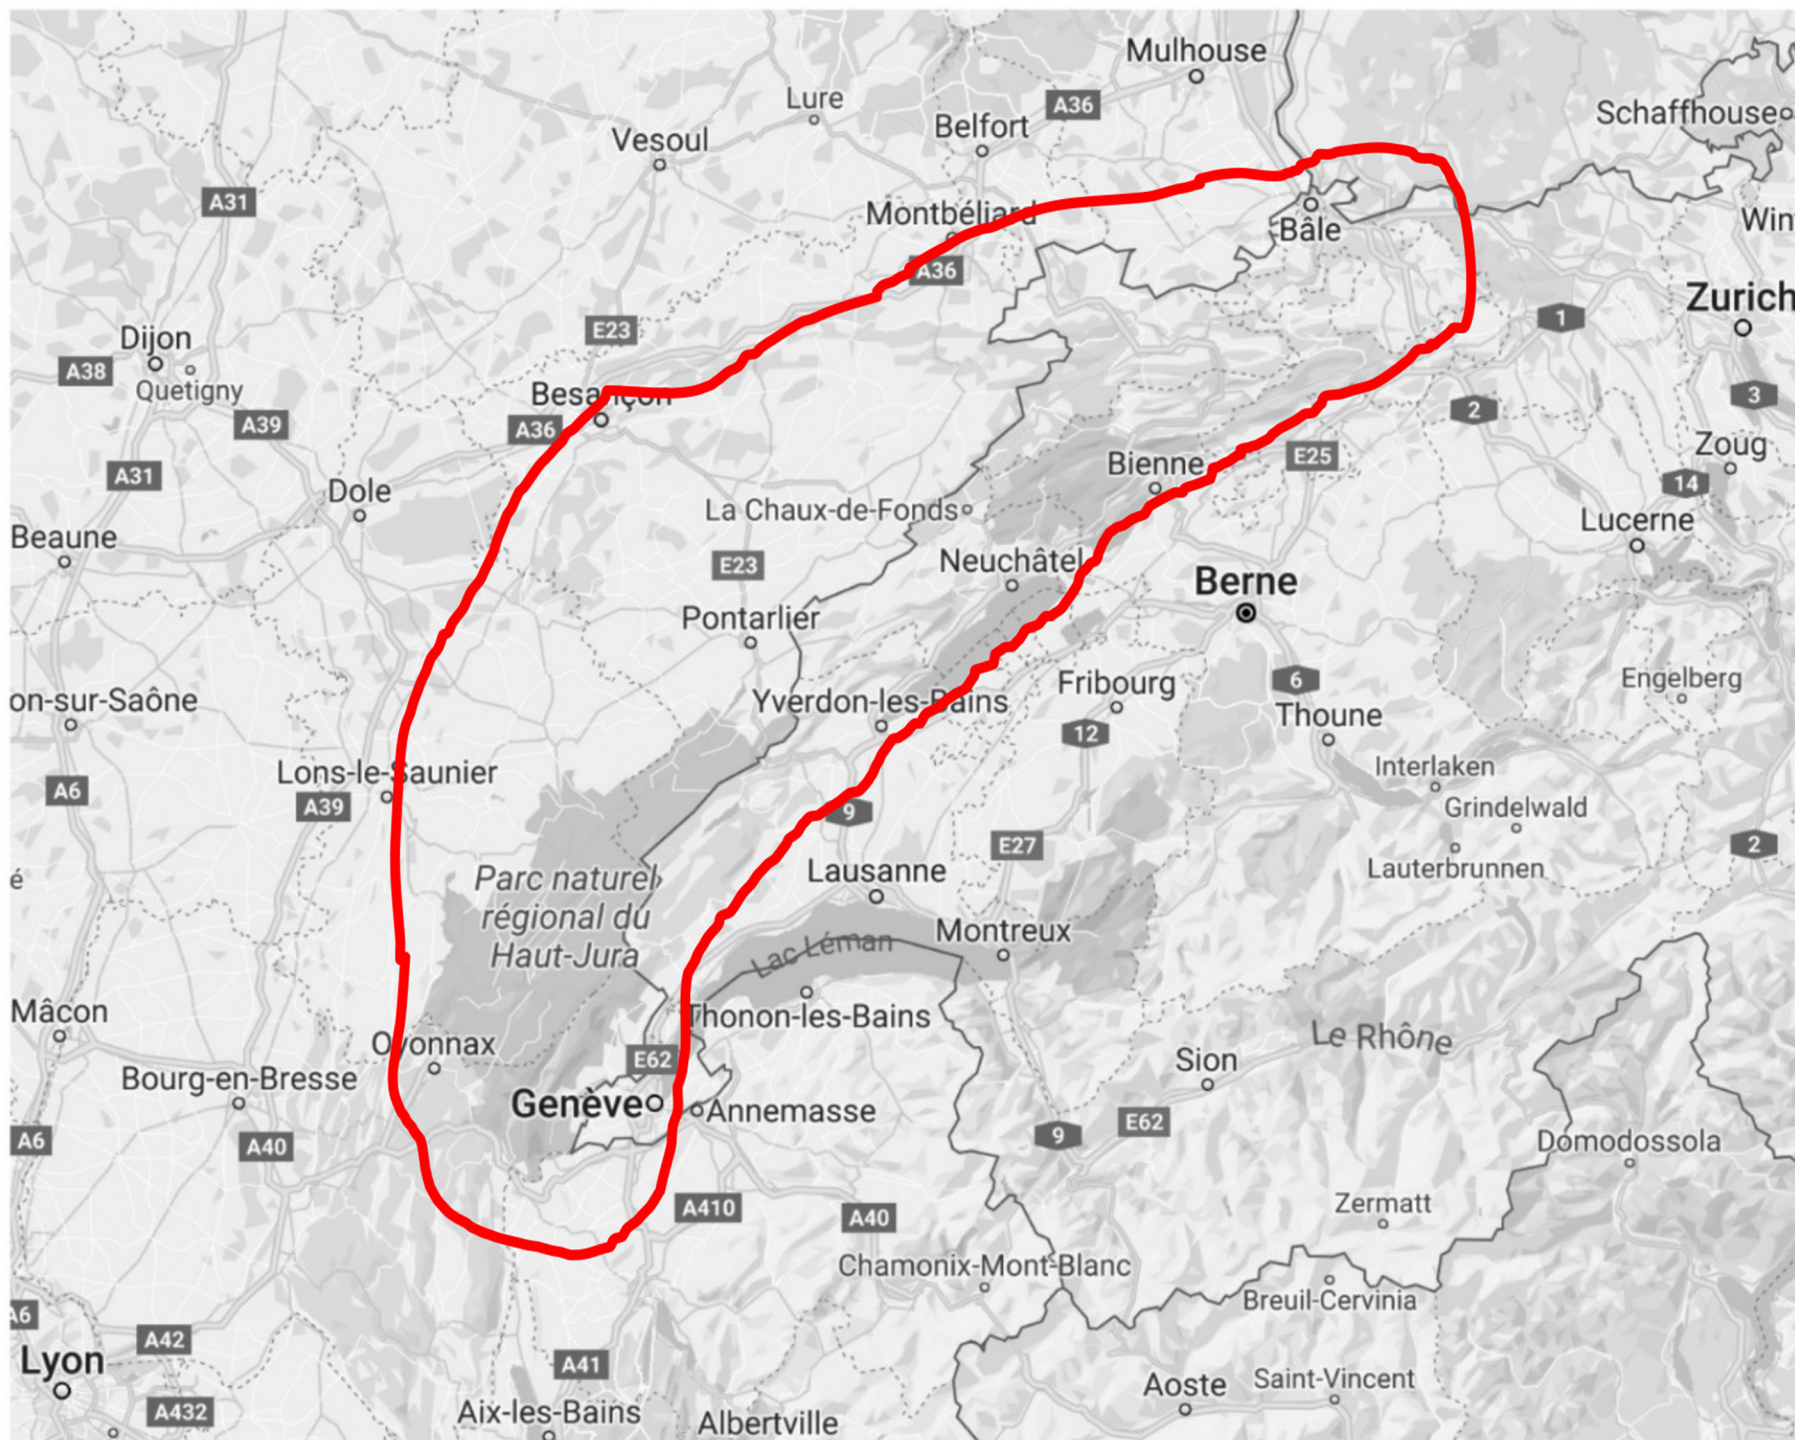 Mulhouse
Schaffhouse
Lure
A36
Belfort
Vesoul
A31
Montbéliard
Bâle
Win
A36
Zurich
E23
1
Dijon
A38
Quetigny
Besançon
3
A39
A36
2
Zoug
Bienne
E25
A31
14
Dole
La Chaux-de-Fonds
Lucerne
Beaune
Neuchâtel
E23
Berne
Pontarlier
Fribourg
6
Engelberg
on-sur-Saône
Yverdon-les-Bains
Thoune
12
Lons-le-Saunier
Interlaken
A6
A39
9
Grindelwald
E27
2
Lausanne
Lauterbrunnen
é
Parc naturel
régional du
Haut-Jura
Montreux
Lac Léman
Mâcon
Thonon-les-Bains
Le Rhône
Oyonnax
E62
Sion
Bourg-en-Bresse
Genève
Annemasse
E62
9
A6
A40
Domodossola
A410
A40
Zermatt
Chamonix-Mont-Blanc
Breuil-Cervinia
A6
A42
Lyon
A41
Aoste
Saint-Vincent
A432
Aix-les-Bains
Albertville